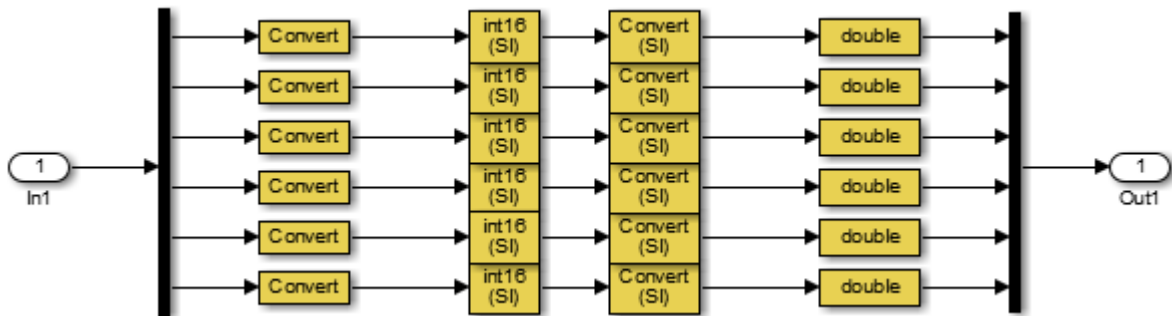 Convert
int16
(SI)
Convert
(SI)
double
Convert
int16
(SI)
Convert
(SI)
double
Convert
int16
(SI)
Convert
(SI)
double
1
In1
Convert
int16
(SI)
Convert
(SI)
double
1
Out1
Convert
int16
(SI)
Convert
(SI)
double
Convert
int16
(SI)
Convert
(SI)
double